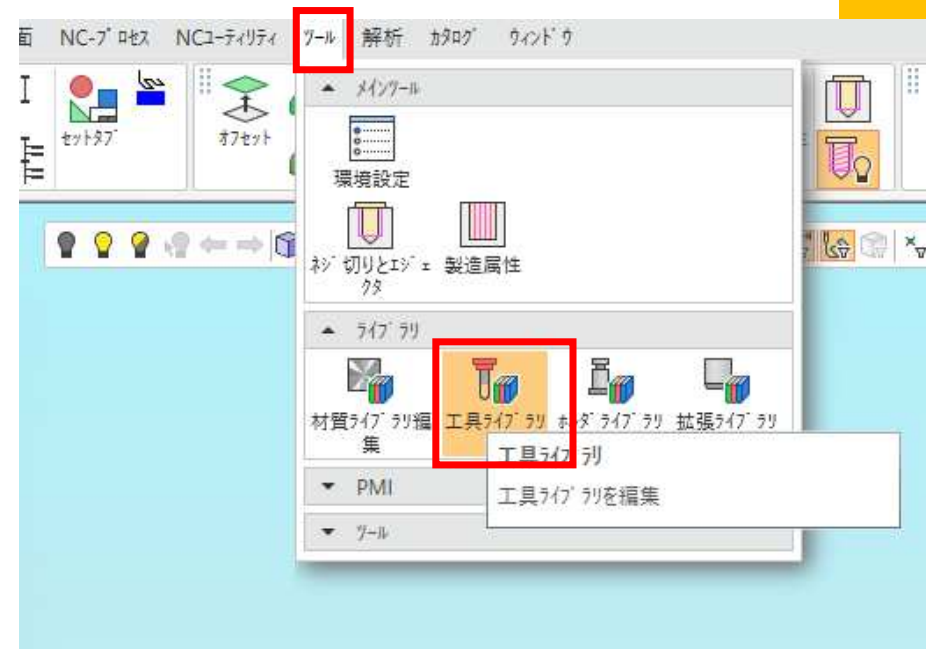 面 NC-ﾌﾟﾛｾｽ NCﾕｰﾃｨﾘﾃｨ ﾂｰﾙ 解析 ｶﾀﾛｸﾞ ｳｨﾝﾄﾞｳ
ｾｯﾄﾀﾌﾞ
ｵﾌｾｯﾄ
ﾒｲﾝﾂｰﾙ
環境設定
ﾈｼﾞ切りとｴｼﾞｪ
ｸﾀ
製造属性
ﾗｲﾌﾞﾗﾘ
材質ﾗｲﾌﾞﾗﾘ編
集
工具ﾗｲﾌﾞﾗﾘ
ﾎﾙﾀﾞﾗｲﾌﾞﾗﾘ
拡張ﾗｲﾌﾞﾗﾘ
工具ﾗｲﾌﾞﾗﾘ
工具ﾗｲﾌﾞﾗﾘを編集
PMI
ﾂｰﾙ